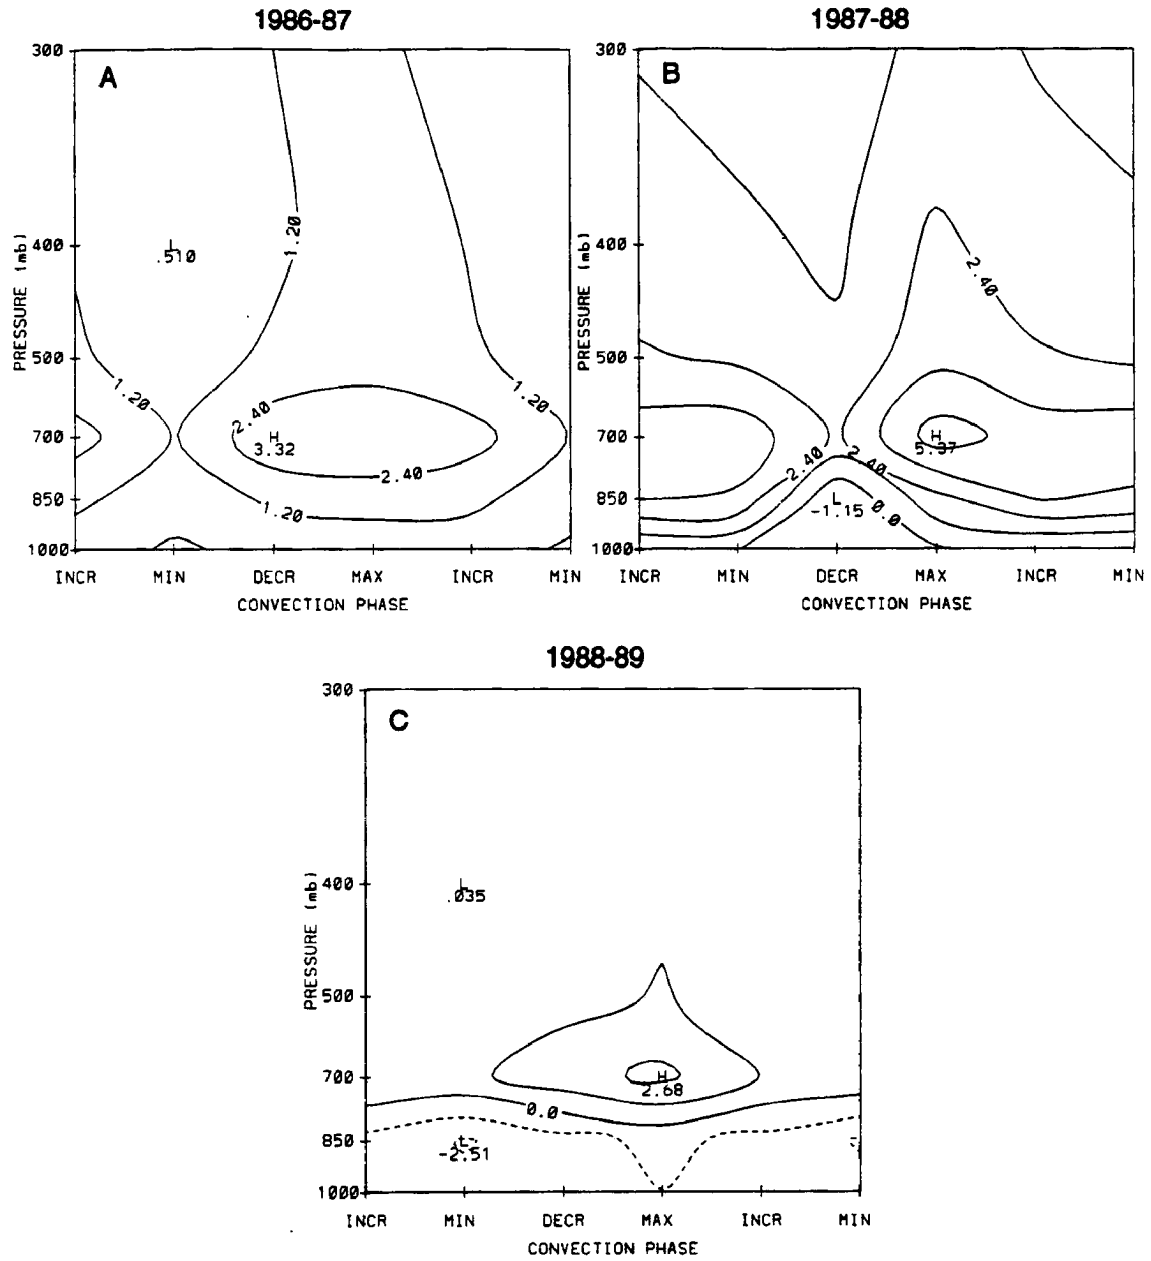 1986-87
1987-88
A
B
300
400
500
700
850
1000
PRESSURE (mb)
L
.510
1.20
1.20
1.20
1.20
2.40
2.40
H
3.32
INCR MIN DECR MAX INCR MIN
CONVECTION PHASE
300
400
500
700
850
1000
PRESSURE (mb)
2.40
2.40
2.40
H
5.37
L
-1.15
0.0
INCR MIN DECR MAX INCR MIN
CONVECTION PHASE
1988-89
C
300
400
500
700
850
1000
PRESSURE (mb)
L
.035
H
2.68
0.0
L
-2.51
INCR MIN DECR MAX INCR MIN
CONVECTION PHASE